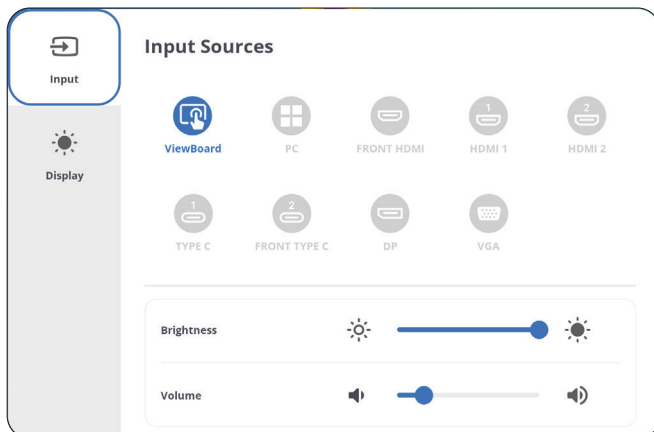 Input
Display
Input Sources
ViewBoard PC FRONT HDMI 1 HDMI 1 2 HDMI 2
1 TYPE C 2 FRONT TYPE C DP VGA
Brightness
Volume